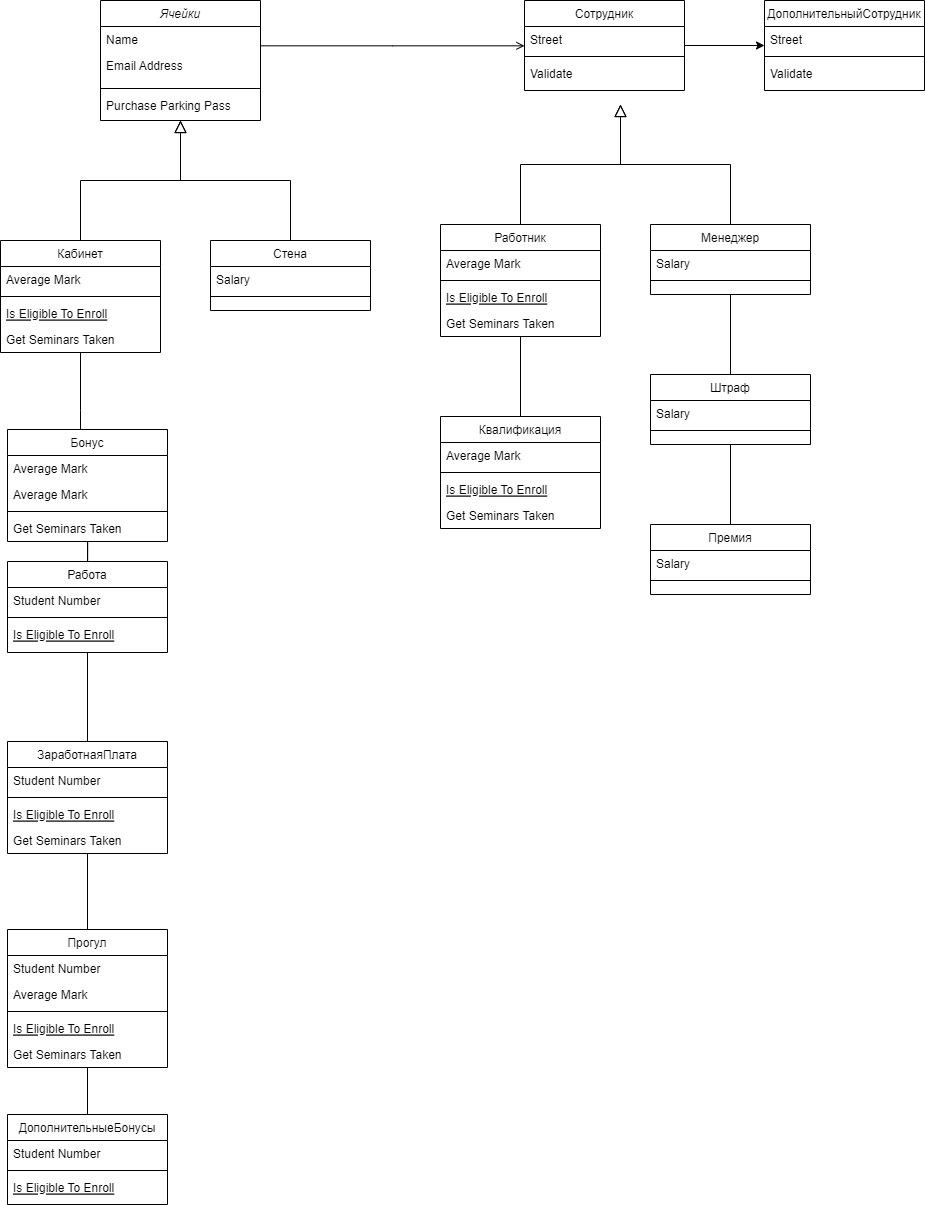 Ячейки
Name
Email Address
Purchase Parking Pass
Сотрудник
Street
Validate
ДополнительныйСотрудник
Street
Validate
Кабинет
Average Mark
Is Eligible To Enroll
Get Seminars Taken
Стена
Salary
Работник
Average Mark
Is Eligible To Enroll
Get Seminars Taken
Менеджер
Salary
Штраф
Salary
Квалификация
Average Mark
Is Eligible To Enroll
Get Seminars Taken
Премия
Salary
Бонус
Average Mark
Average Mark
Get Seminars Taken
Работа
Student Number
Is Eligible To Enroll
ЗаработнаяПлата
Student Number
Is Eligible To Enroll
Get Seminars Taken
Прогул
Student Number
Average Mark
Is Eligible To Enroll
Get Seminars Taken
ДополнительныеБонусы
Student Number
Is Eligible To Enroll